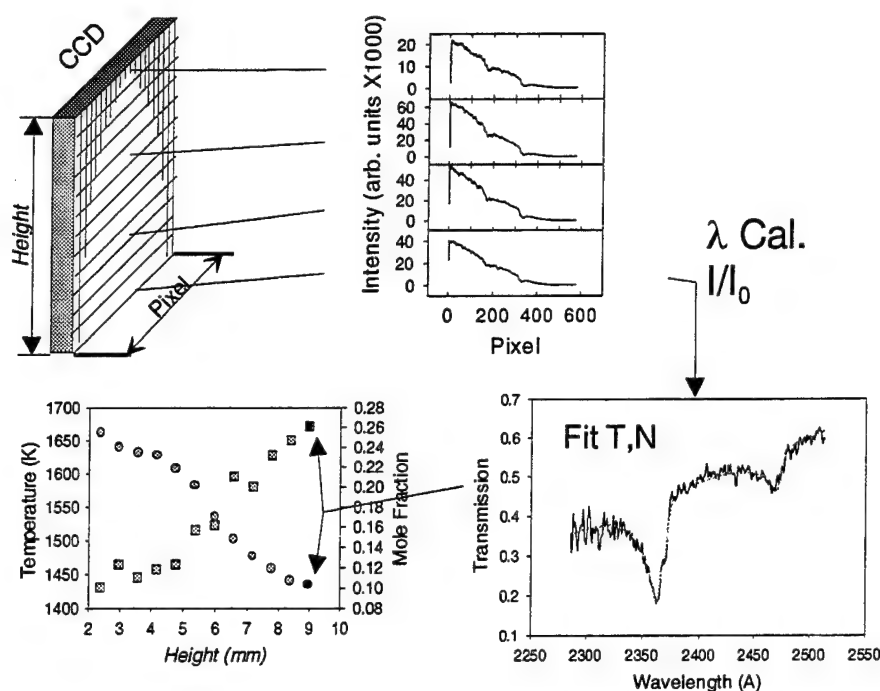 CCD
Height
Pixel
Intensity (arb. units X1000)
20
10
0
60
40
20
0
40
20
0
40
20
0
0 200 400 600
Pixel
λ Cal.
I/I₀
1700
1650
1600
1550
1500
1450
1400
Temperature (K)
0.28
0.26
0.24
0.22
0.20
0.18
0.16
0.14
0.12
0.10
0.08
Mole Fraction
2 3 4 5 6 7 8 9 10
Height (mm)
Fit T,N
0.7
0.6
0.5
0.4
0.3
0.2
0.1
Transmission
2250 2300 2350 2400 2450 2500 2550
Wavelength (A)